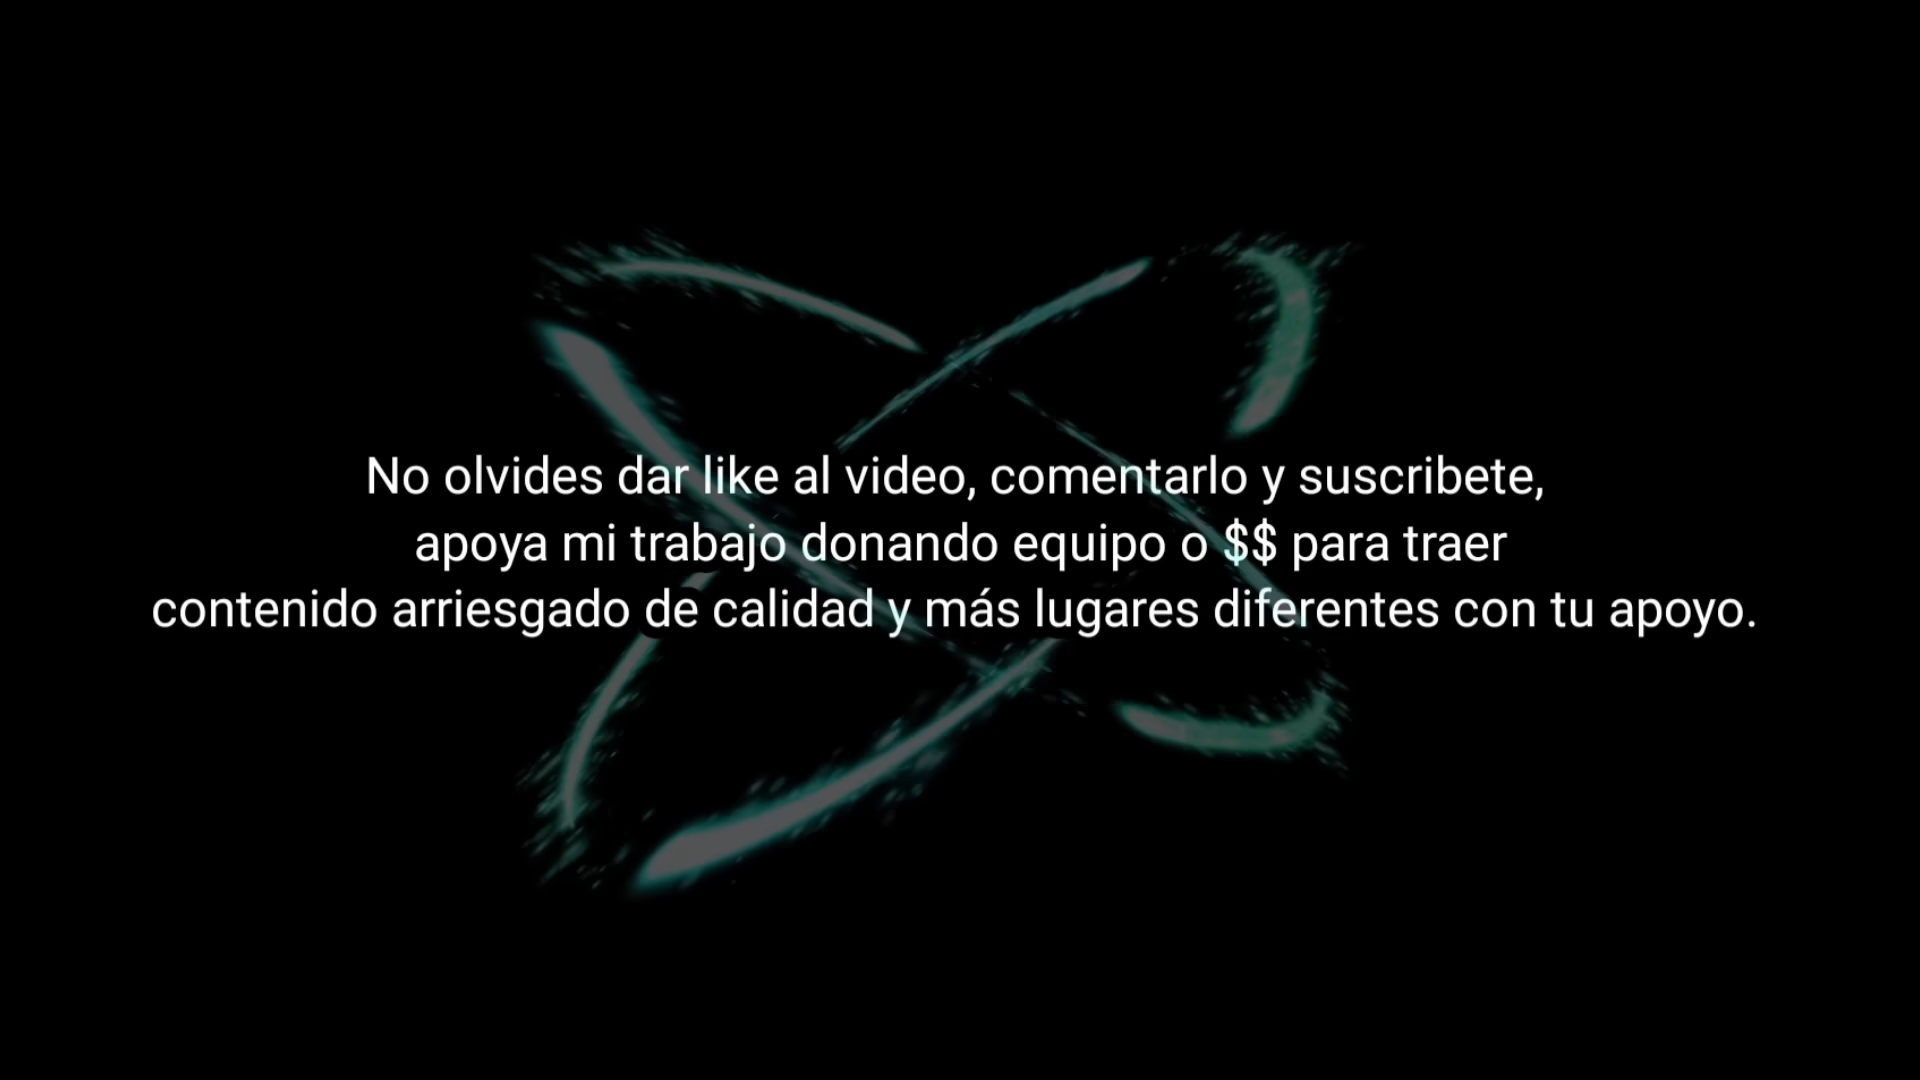 No olvides dar like al video, comentarlo y suscribete,
apoya mi trabajo donando equipo o $$ para traer
contenido arriesgado de calidad y más lugares diferentes con tu apoyo.